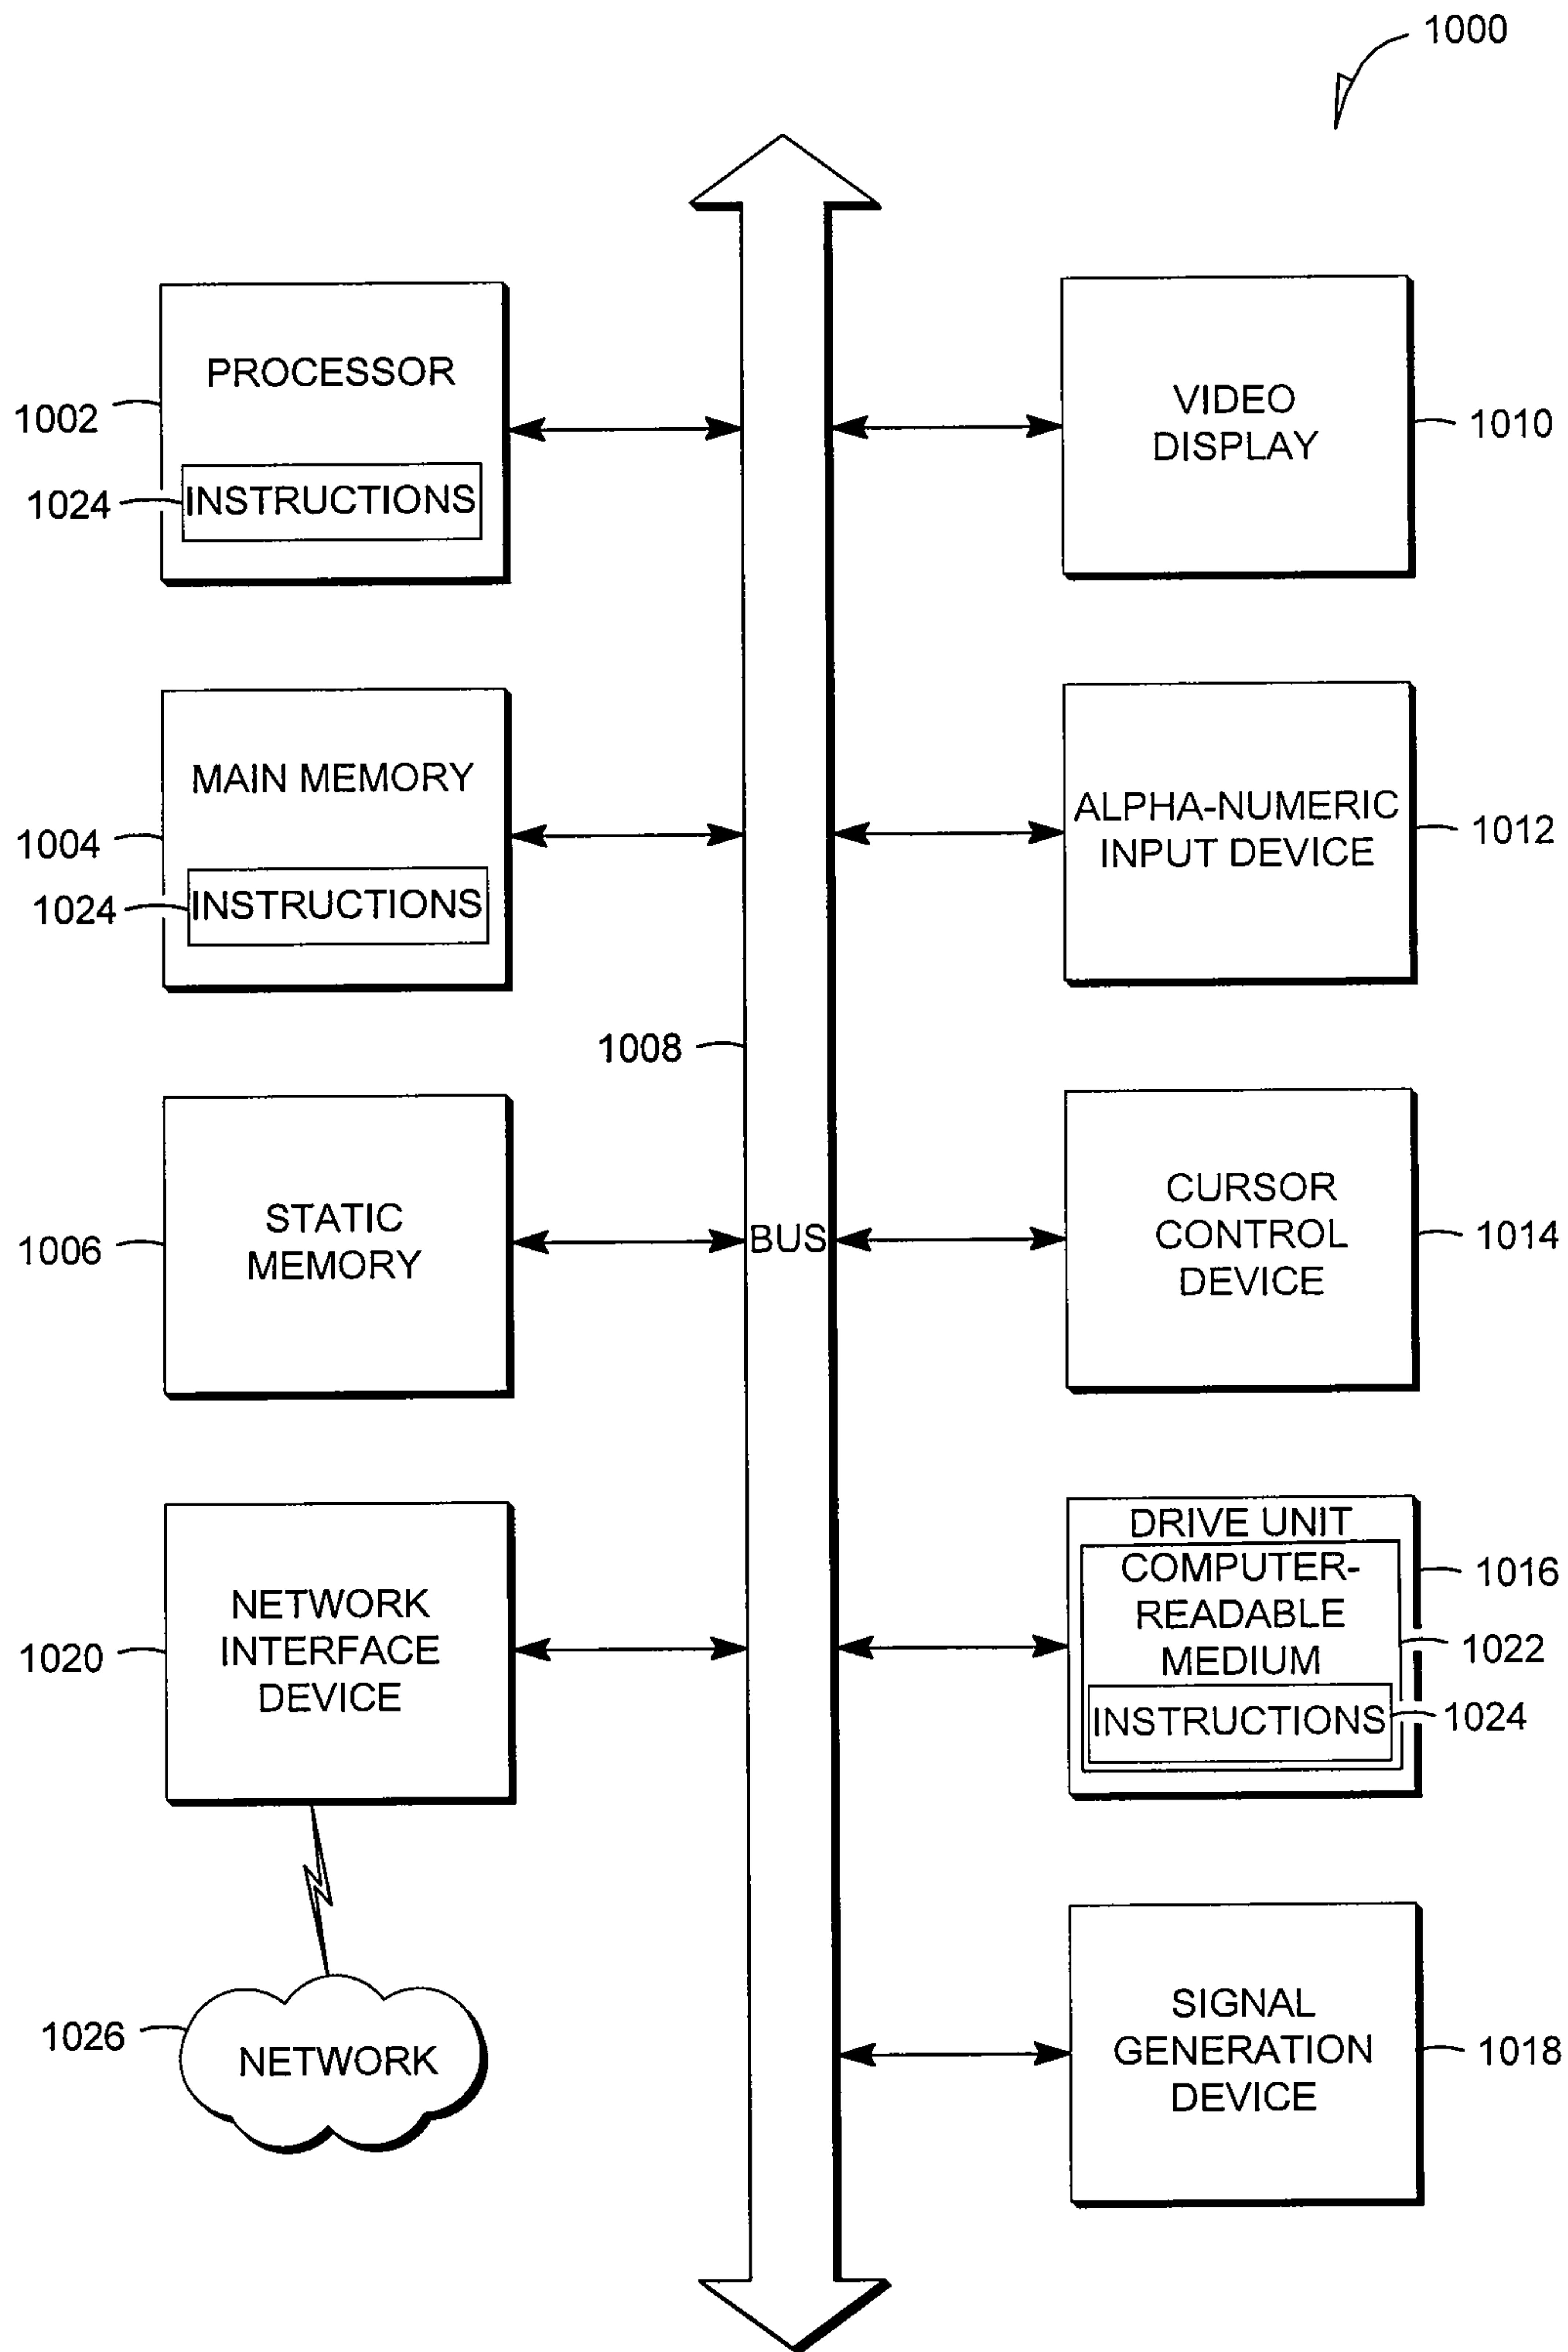 1000
PROCESSOR
1002
1024
INSTRUCTIONS
VIDEO
DISPLAY
1010
MAIN MEMORY
1004
1024
INSTRUCTIONS
ALPHA-NUMERIC
INPUT DEVICE
1012
1008
STATIC
MEMORY
1006
BUS
CURSOR
CONTROL
DEVICE
1014
NETWORK
INTERFACE
DEVICE
1020
DRIVE UNIT
1016
COMPUTER-
READABLE
MEDIUM
1022
INSTRUCTIONS
1024
1026
NETWORK
SIGNAL
GENERATION
DEVICE
1018